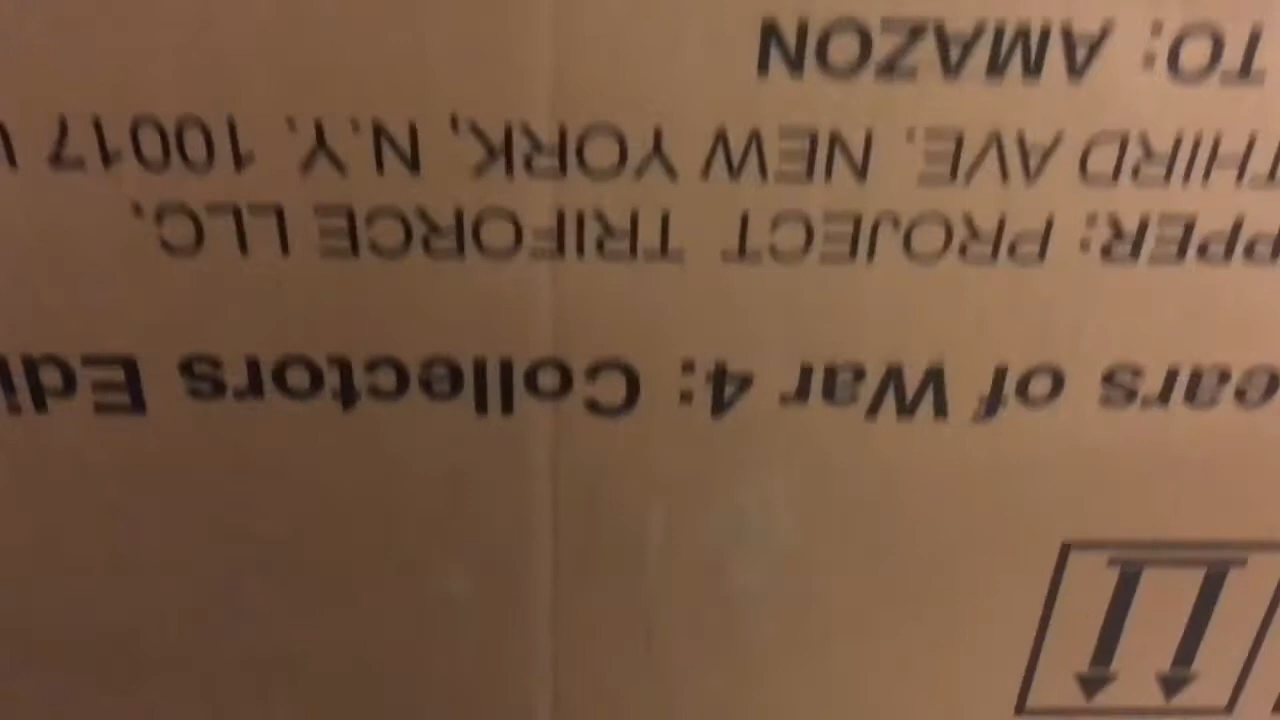 ears of War 4: Collectors Edi
PPER: PROJECT TRIFORCE LLC.
THIRD AVE. NEW YORK, N.Y. 10017
TO: AMAZON